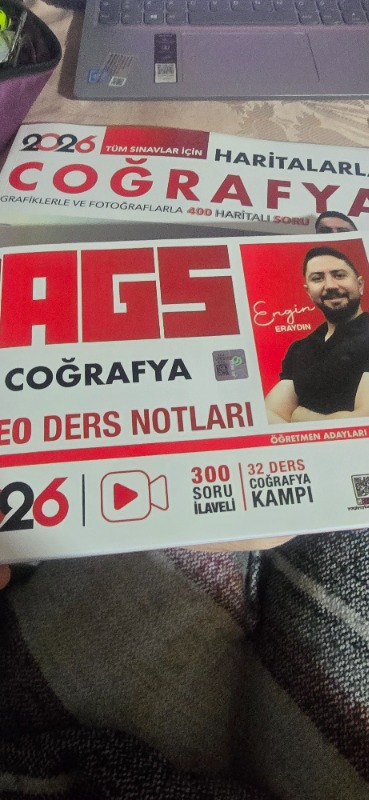 2026 TÜM SINAVLAR İÇİN HARİTALARL
COĞRAFYA
GRAFİKLERLE VE FOTOĞRAFLARLA 400 HARİTALI SORU
AGS
Engin
ERAYDIN
COĞRAFYA
EO DERS NOTLARI
ÖĞRETMEN ADAYLARI
26
300
SORU
İLAVELİ
32 DERS
COĞRAFYA
KAMPI